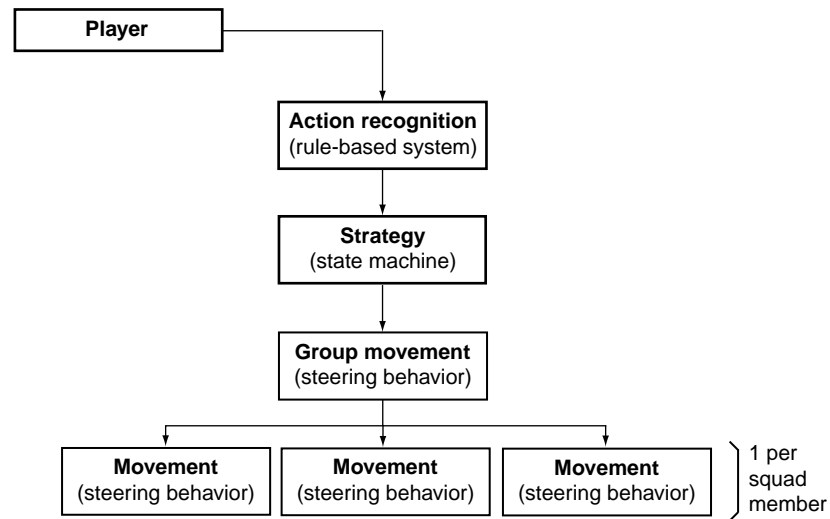 Player
Action recognition
(rule-based system)
Strategy
(state machine)
Group movement
(steering behavior)
Movement
(steering behavior)
Movement
(steering behavior)
Movement
(steering behavior)
1 per
squad
member